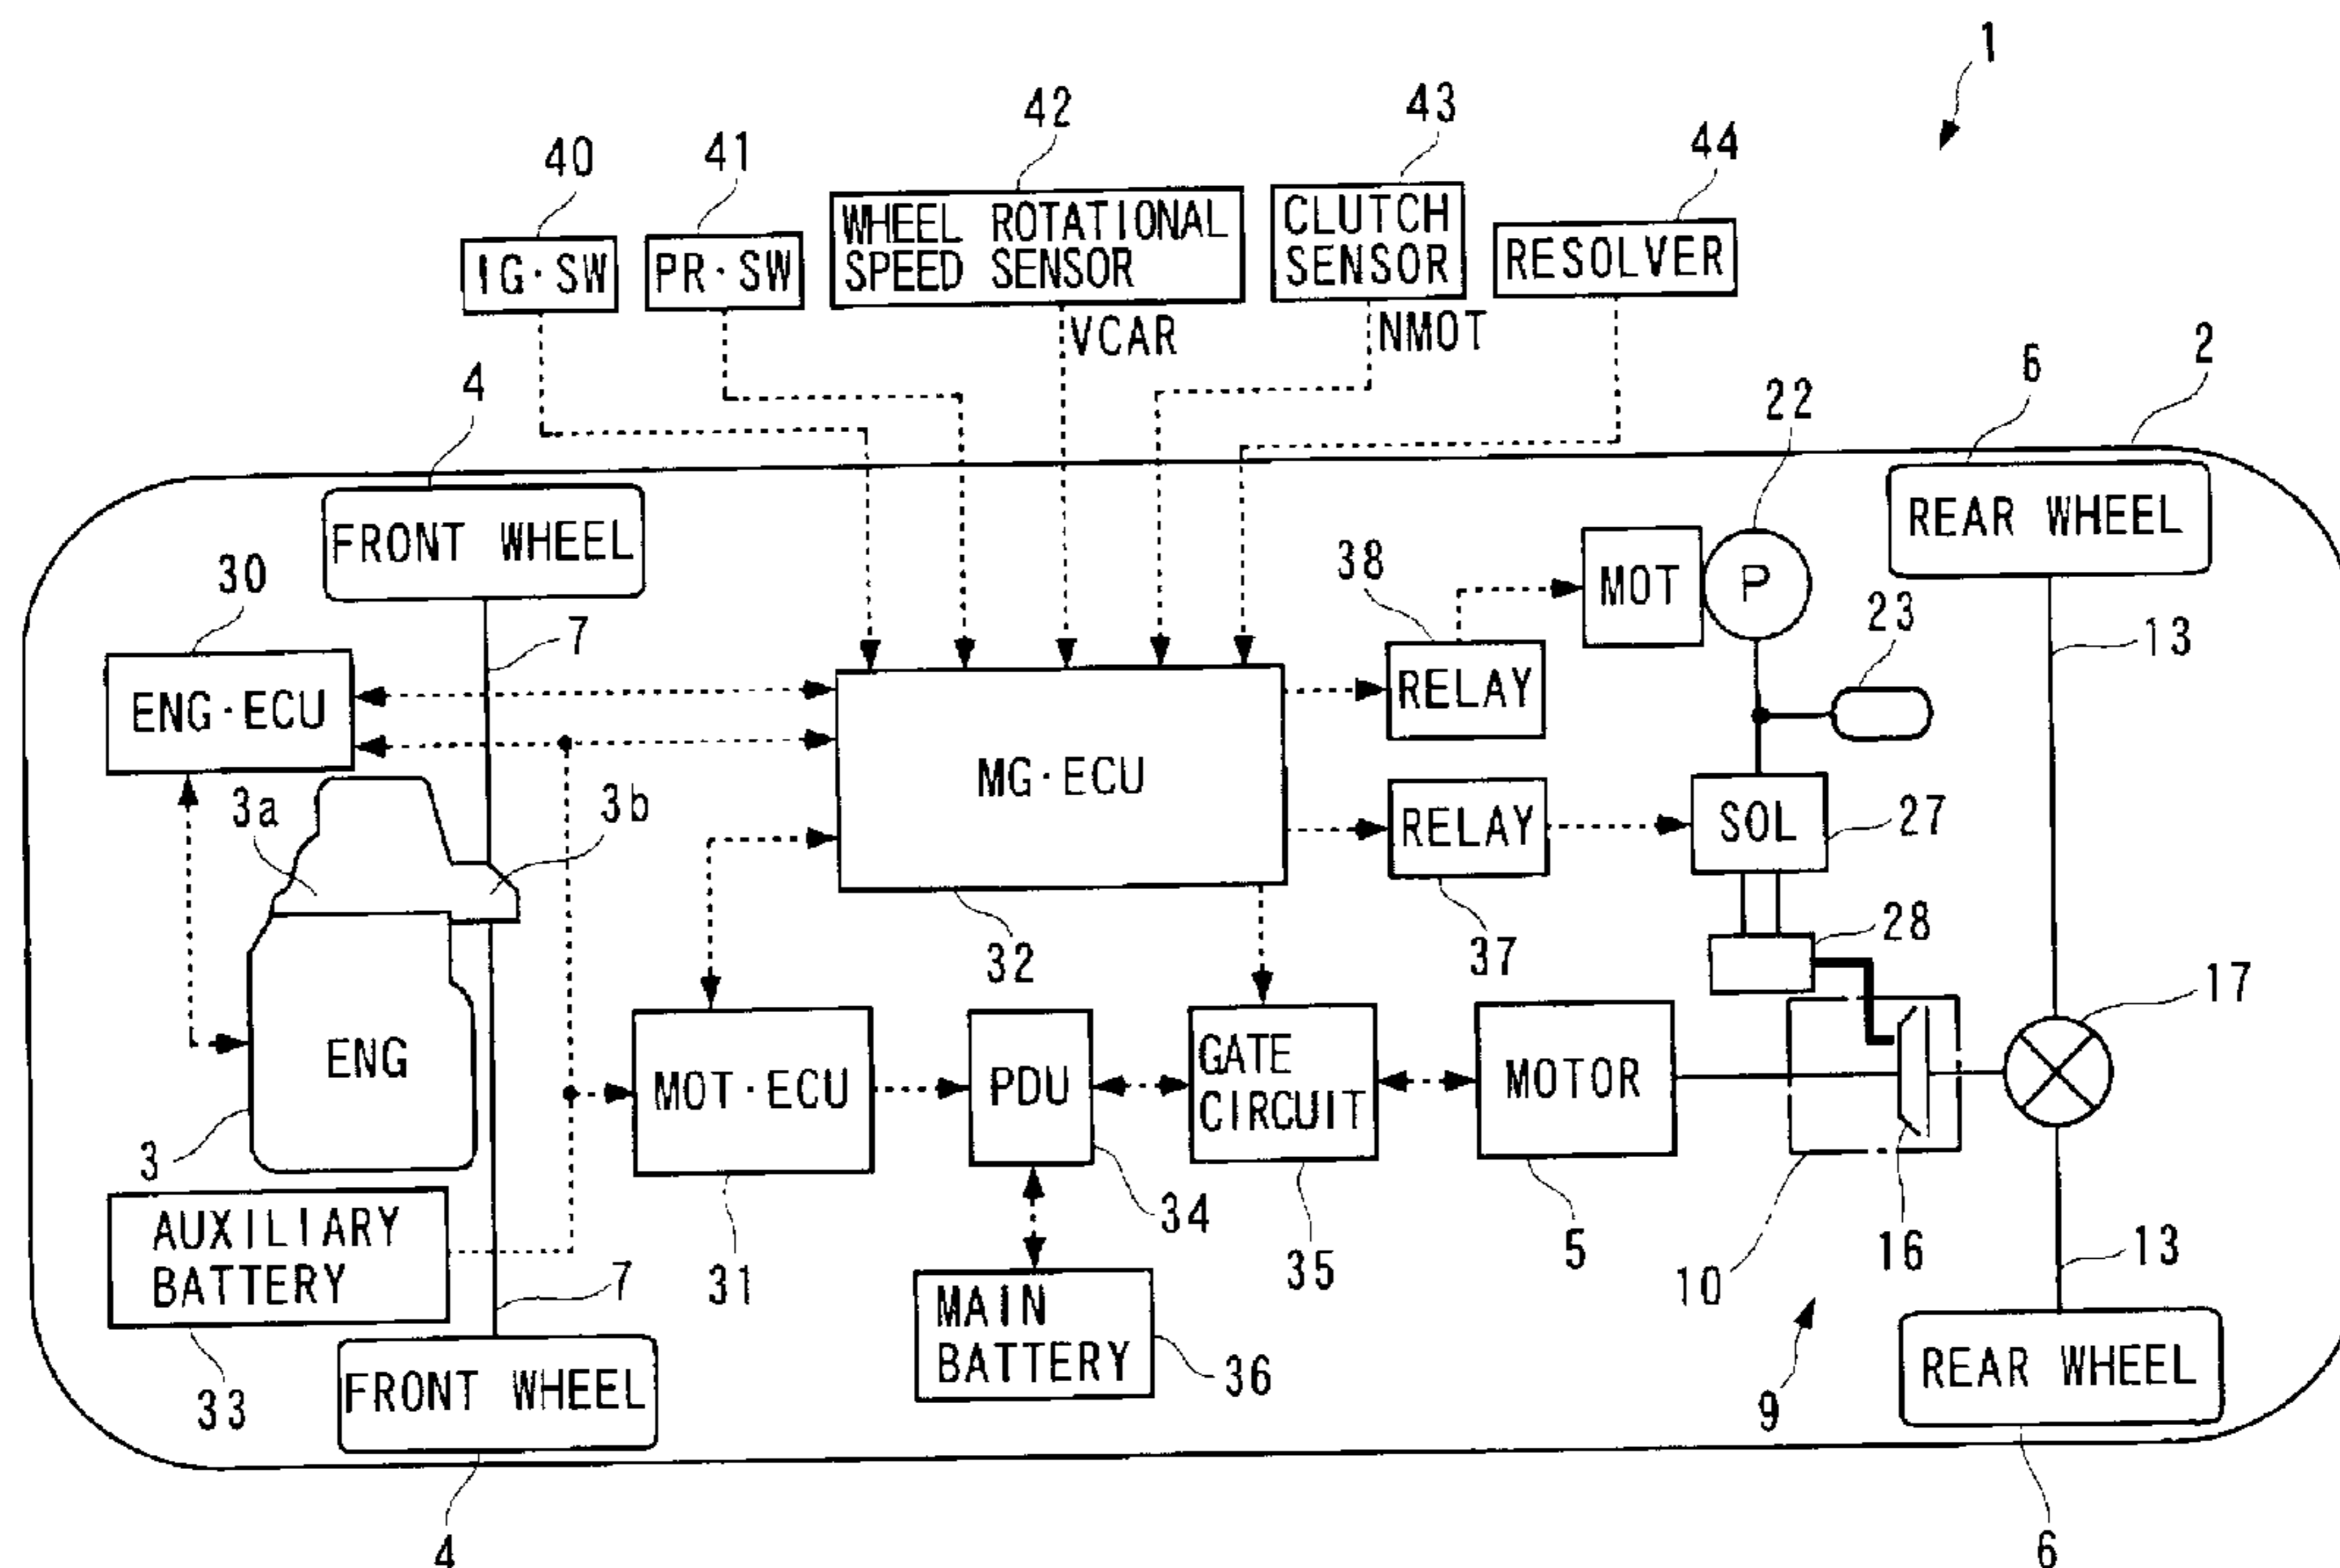 1
40
41
42
43
44
IG·SW
PR·SW
WHEEL ROTATIONAL
SPEED SENSOR
CLUTCH
SENSOR
RESOLVER
VCAR
NMOT
4
22
6
2
FRONT WHEEL
REAR WHEEL
30
7
38
MOT
P
23
13
ENG·ECU
RELAY
3a
3b
MG·ECU
RELAY
SOL
27
32
37
28
17
ENG
MOT·ECU
PDU
GATE
CIRCUIT
MOTOR
3
34
AUXILIARY
BATTERY
31
35
5
10
16
13
7
MAIN
BATTERY
36
33
FRONT WHEEL
9
REAR WHEEL
4
6